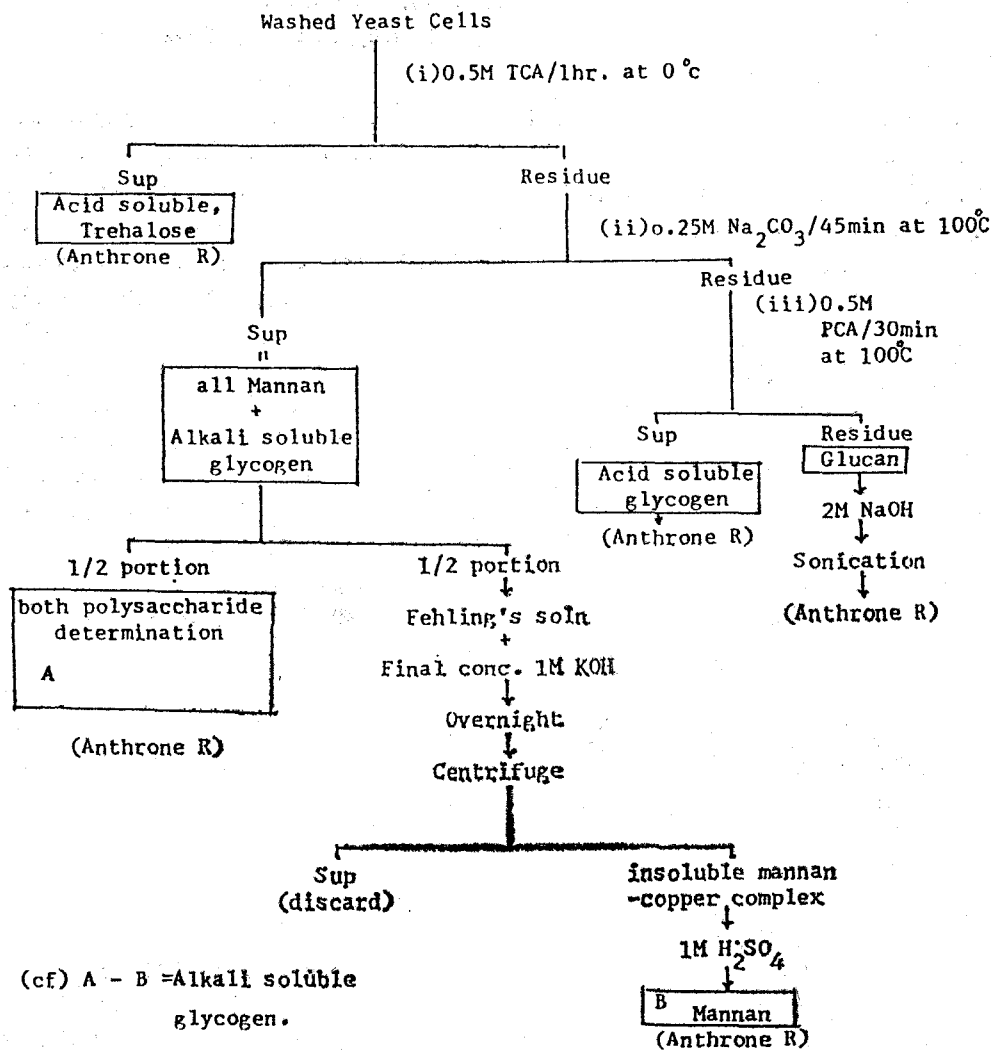 Washed Yeast Cells
(i)0.5M TCA/1hr. at 0°c
Sup
Residue
Acid soluble,
Trehalose
(Anthrone R)
(ii)o.25M Na2CO3/45min at 100°C
Residue
(iii)0.5M
PCA/30min
at 100°C
Sup
"
all Mannan
+
Alkali soluble
glycogen
Sup
Residue
Acid soluble
glycogen
(Anthrone R)
Glucan
2M NaOH
Sonication
(Anthrone R)
1/2 portion
1/2 portion
both polysaccharide
determination
A
(Anthrone R)
Fehling's soln
+
Final conc. 1M KOH
Overnight
Centrifuge
Sup
(discard)
insoluble mannan
-copper complex
1M H2SO4
B
Mannan
(Anthrone R)
(cf) A - B =Alkali soluble
glycogen.